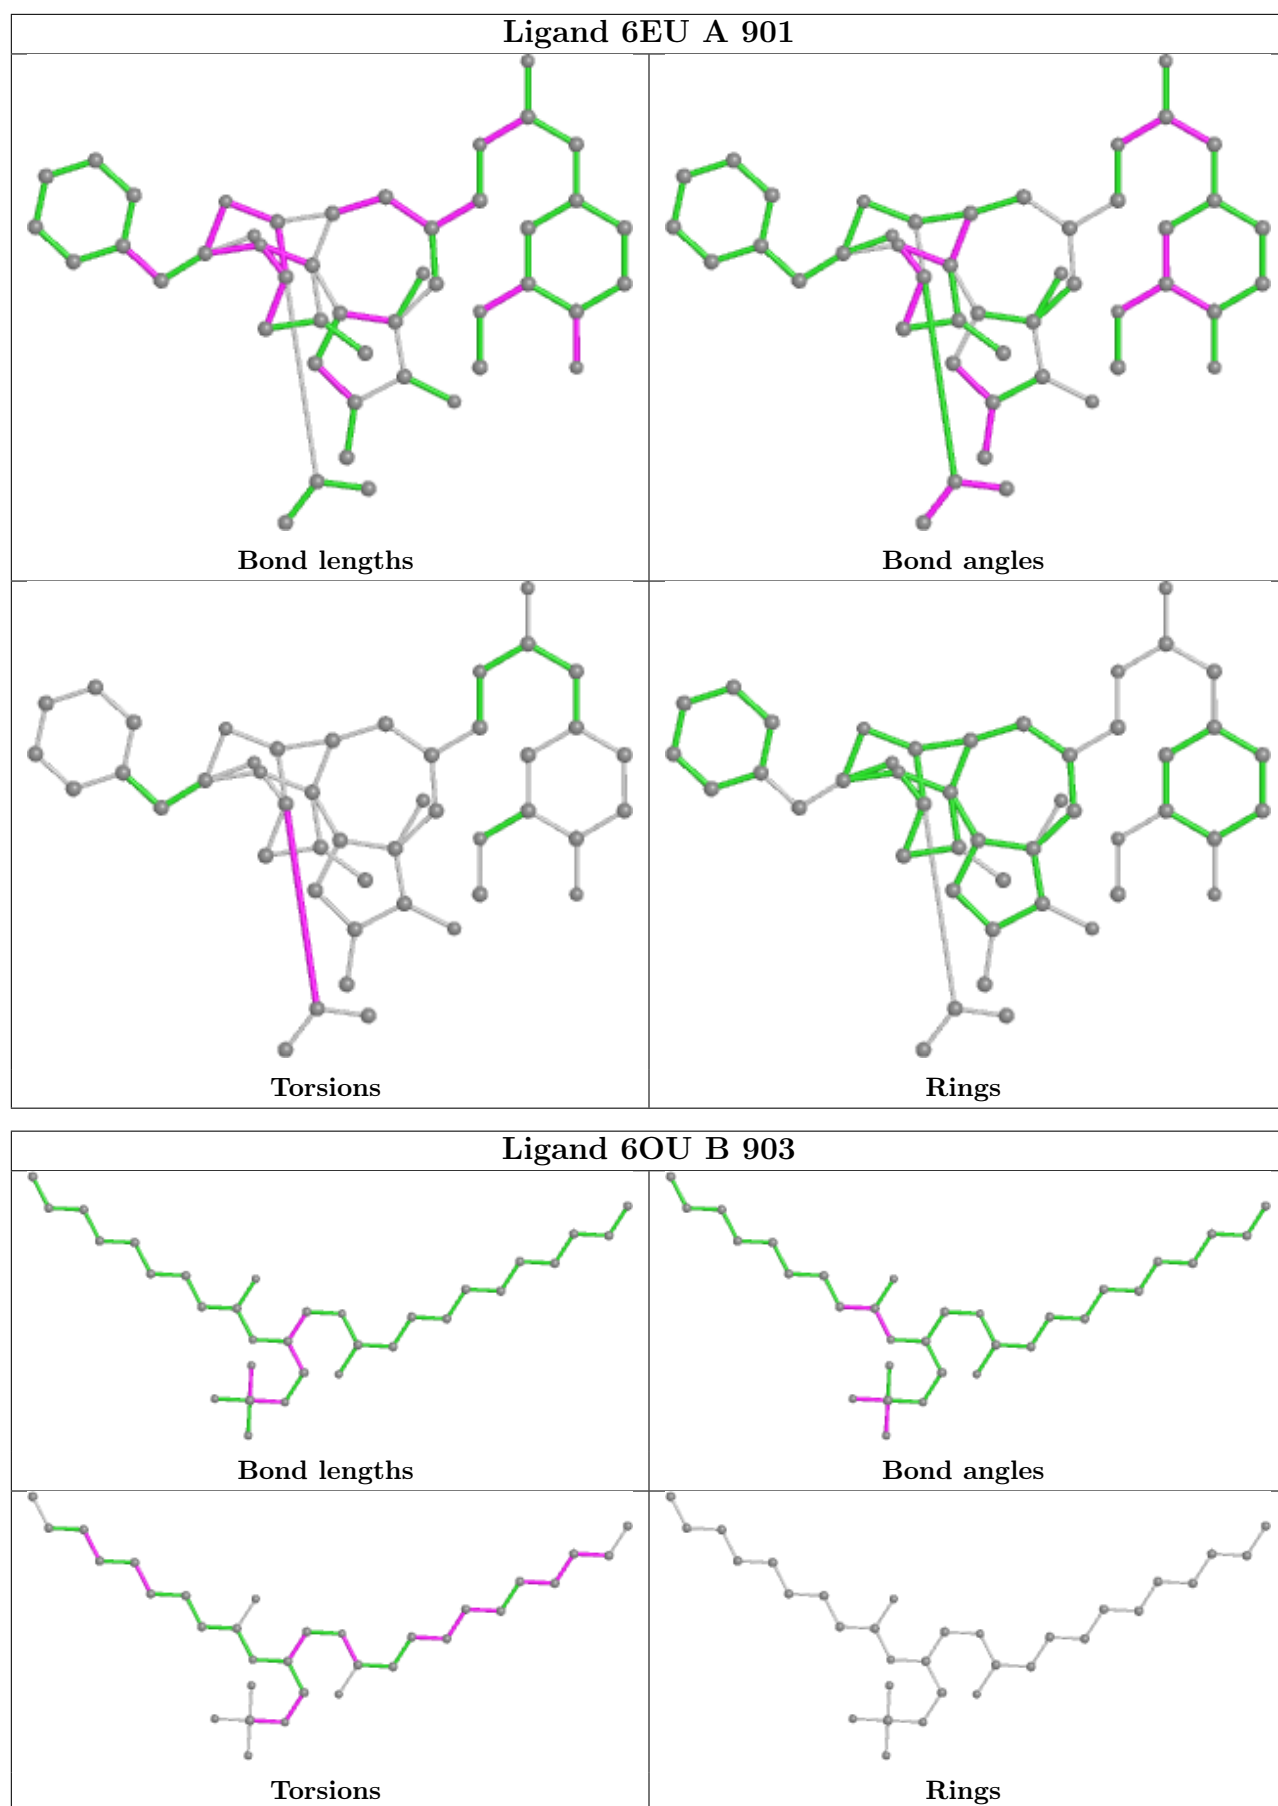 Ligand 6EU A 901
Bond lengths
Bond angles
Torsions
Rings
Ligand 6OU B 903
Bond lengths
Bond angles
Torsions
Rings